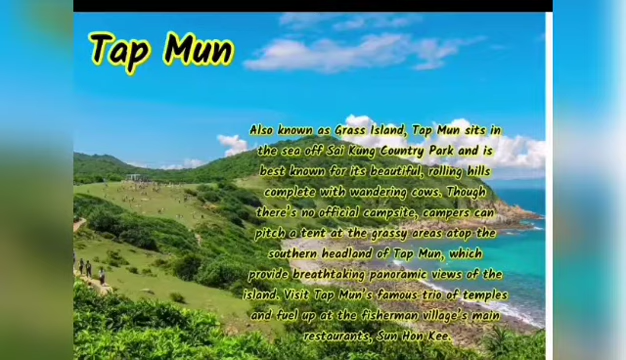 Tap Mun
Also known as Grass Island, Tap Mun sits in
the sea off Sai Kung Country Park and is
best known for its beautiful, rolling hills
complete with wandering cows. Though
there's no official campsite, campers can
pitch a tent at the grassy areas atop the
southern headland of Tap Mun, which
provide breathtaking panoramic views of the
island. Visit Tap Mun's famous trio of temples
and fuel up at the fisherman village's main
restaurants, Sun Hon Kee.